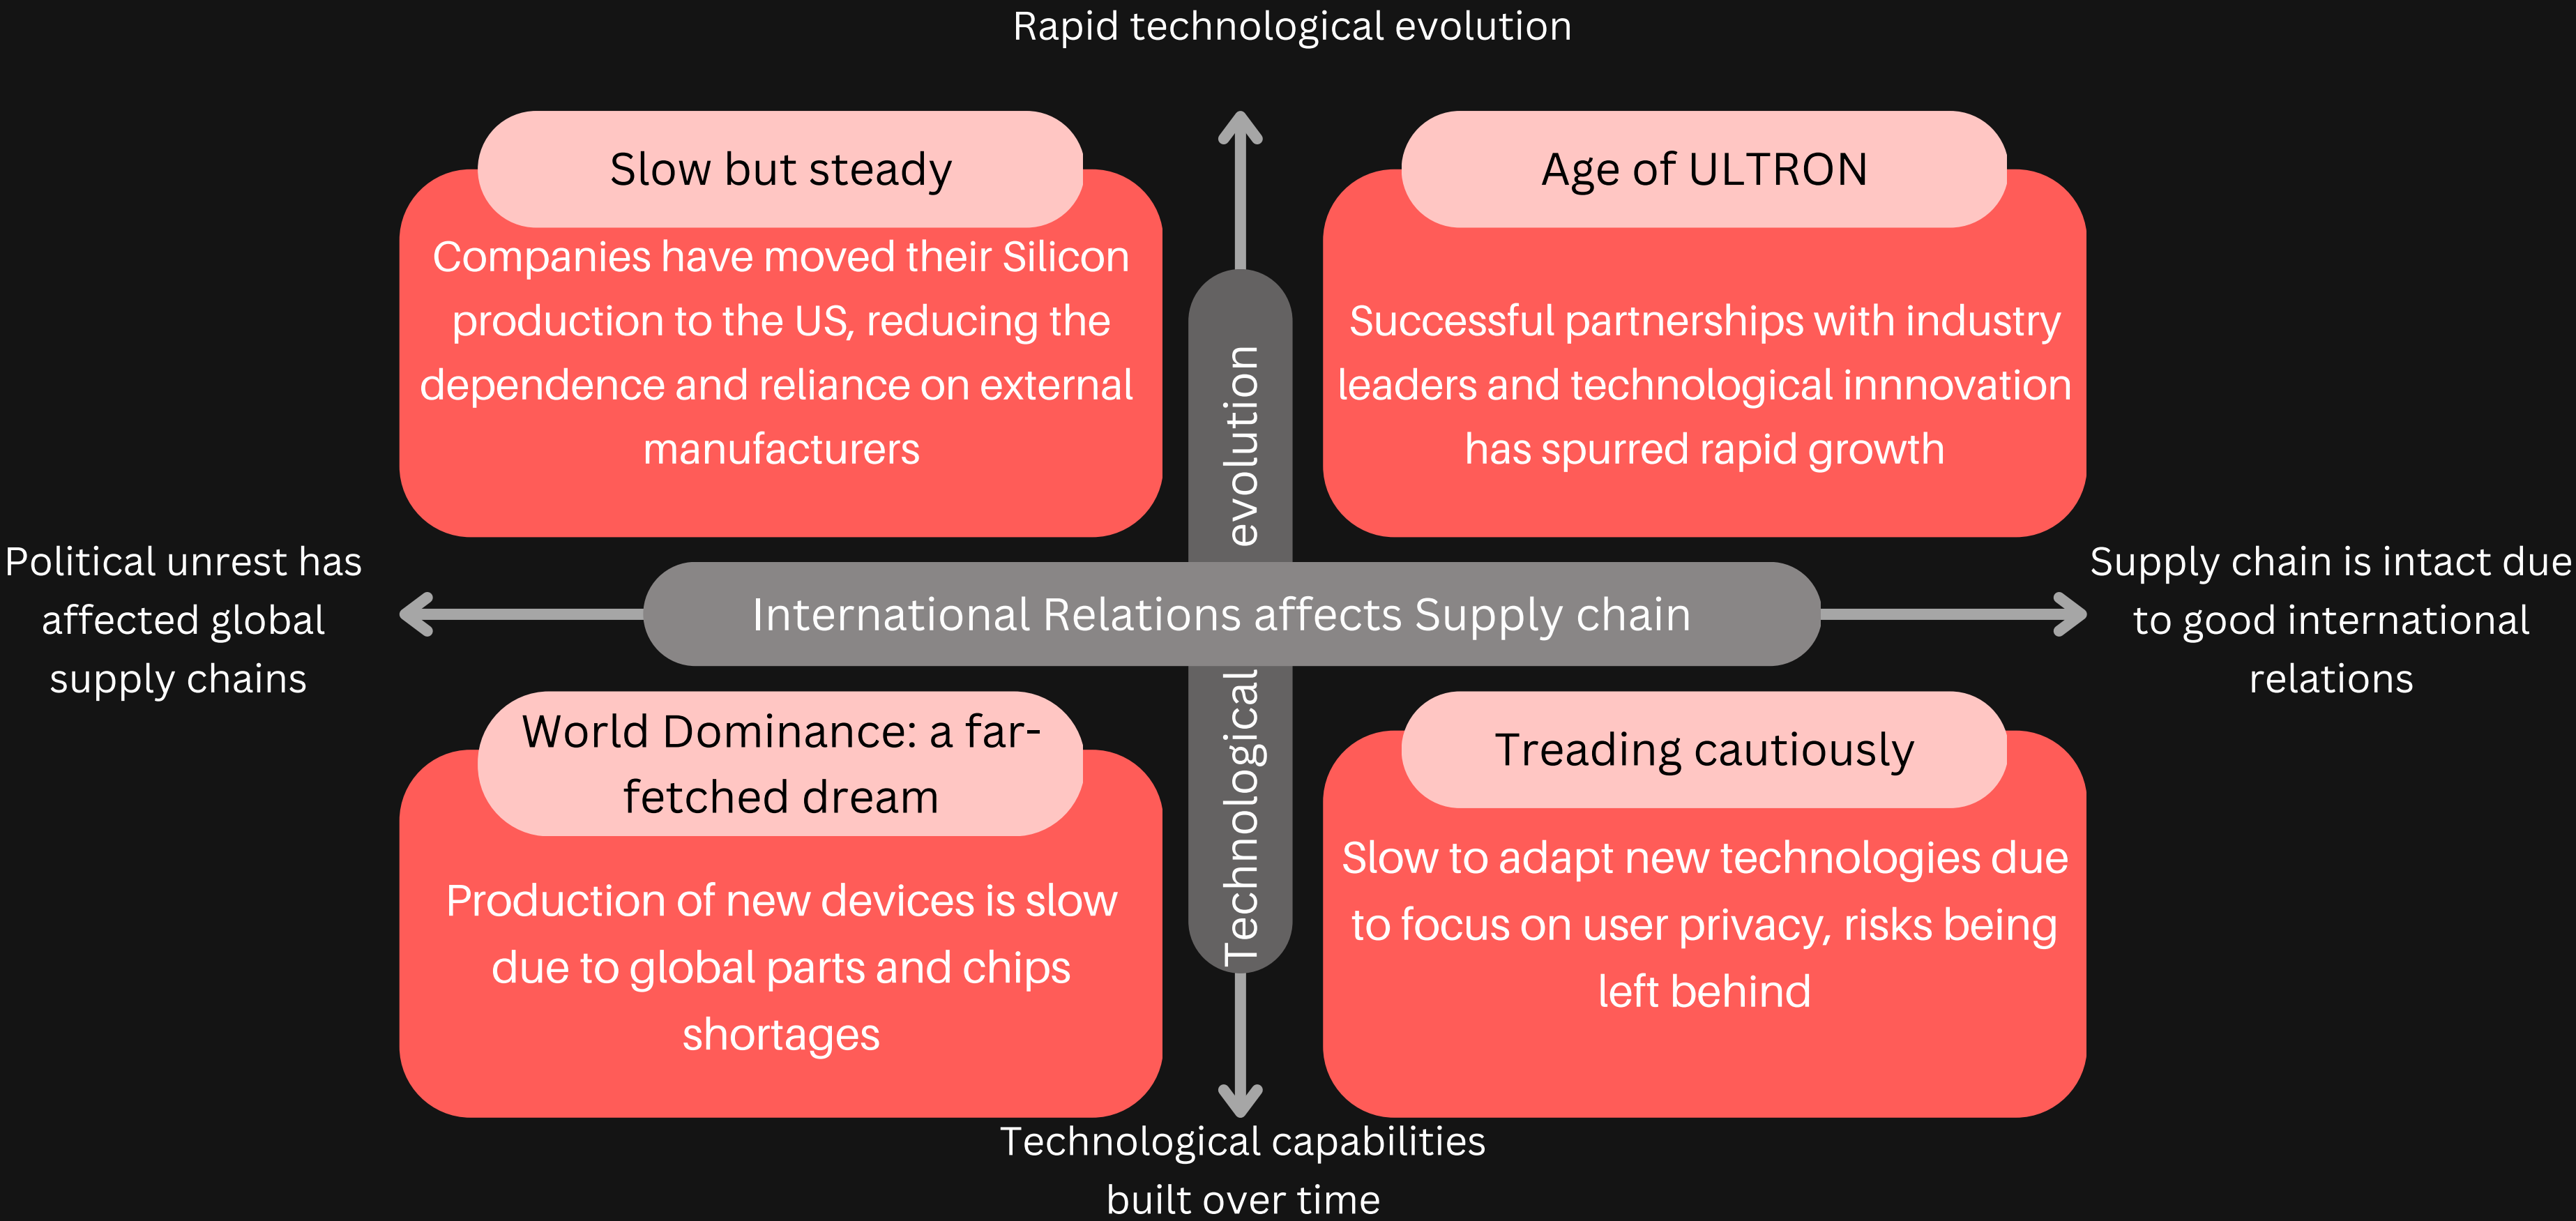 Rapid technological evolution
Slow but steady
Companies have moved their Silicon
production to the US, reducing the
dependence and reliance on external
manufacturers
Age of ULTRON
Successful partnerships with industry
leaders and technological innnovation
has spurred rapid growth
Political unrest has
affected global
supply chains
Technological evolution
International Relations affects Supply chain
Supply chain is intact due
to good international
relations
World Dominance: a far-
fetched dream
Production of new devices is slow
due to global parts and chips
shortages
Treading cautiously
Slow to adapt new technologies due
to focus on user privacy, risks being
left behind
Technological capabilities
built over time